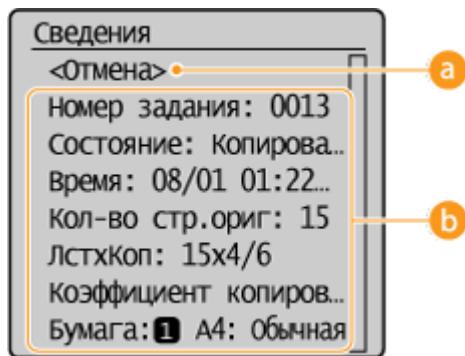 Сведения
<Отмена>
a
Номер задания: 0013
Состояние: Копирова...
Время: 08/01 01:22...
Кол-во стр.ориг: 15
b
ЛстxКоп: 15x4/6
Коэффициент копиров...
Бумага: 1 A4: Обычная